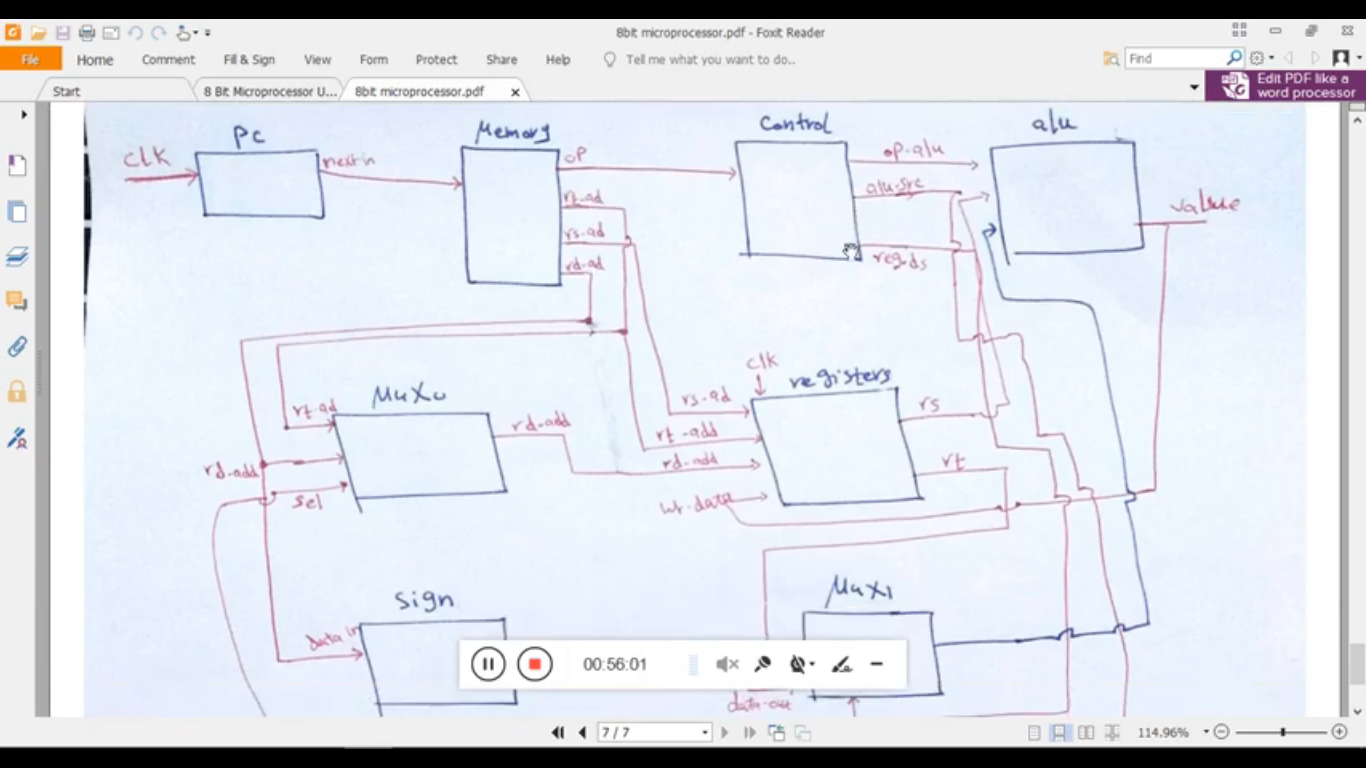 8bit microprocessor.pdf - Foxit Reader
File Home Comment Fill & Sign View Form Protect Share Help Tell me what you want to do.. Find
Start 8 Bit Microprocessor U... 8bit microprocessor.pdf Edit PDF like a word processor
PC Memory Control alu
CLK next in OP op-alu
alu-src
rt-ad
value
rs-ad
rd-ad reg.ds
clk
registers
Mux0
rs-ad rs
rt-ad
rd-add
rt-add
rd-add rd-add rt
sel wr.data
Mux1
sign
data in
00:56:01
data-out
7 / 7 114.96%